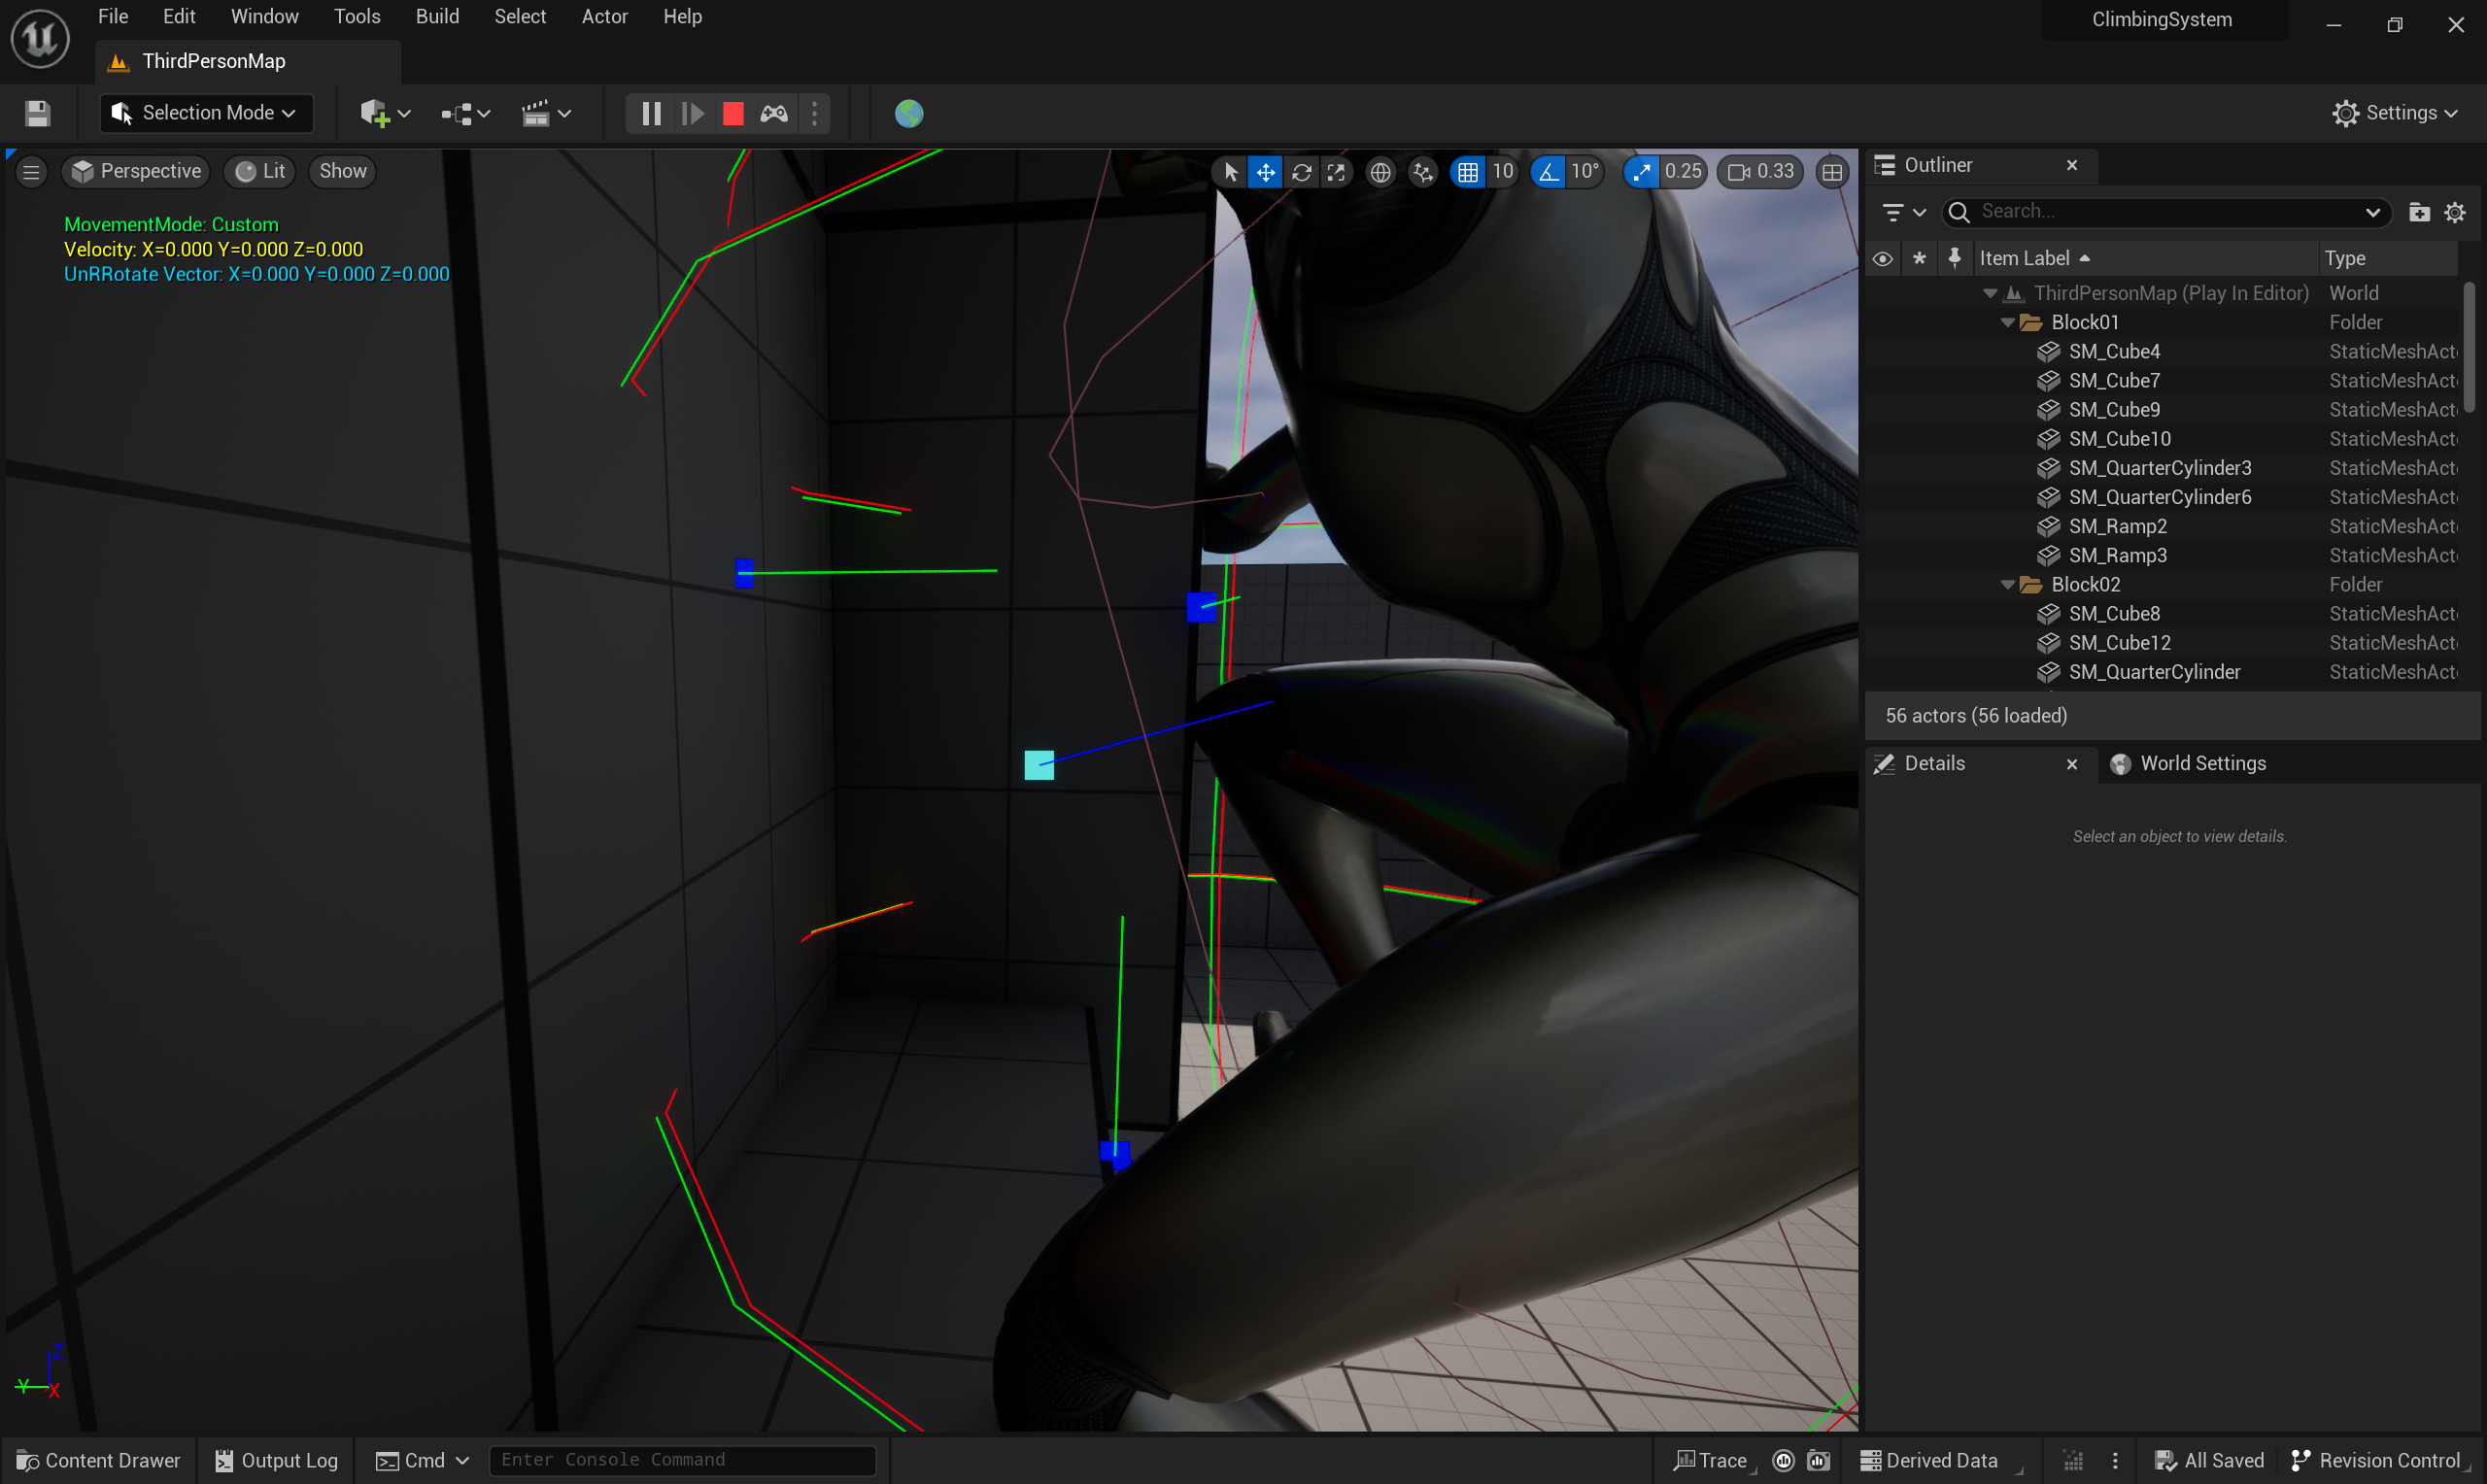 File Edit Window Tools Build Select Actor Help
ClimbingSystem
ThirdPersonMap
Selection Mode
Settings
Perspective Lit Show
10 10° 0.25 0.33
MovementMode: Custom
Velocity: X=0.000 Y=0.000 Z=0.000
UnRRotate Vector: X=0.000 Y=0.000 Z=0.000
Z
Y X
Outliner
Search...
Item Label Type
ThirdPersonMap (Play In Editor) World
Block01 Folder
SM_Cube4 StaticMeshAct
SM_Cube7 StaticMeshAct
SM_Cube9 StaticMeshAct
SM_Cube10 StaticMeshAct
SM_QuarterCylinder3 StaticMeshAct
SM_QuarterCylinder6 StaticMeshAct
SM_Ramp2 StaticMeshAct
SM_Ramp3 StaticMeshAct
Block02 Folder
SM_Cube8 StaticMeshAct
SM_Cube12 StaticMeshAct
SM_QuarterCylinder StaticMeshAct
56 actors (56 loaded)
Details World Settings
Select an object to view details.
Content Drawer Output Log Cmd Enter Console Command Trace Derived Data All Saved Revision Control